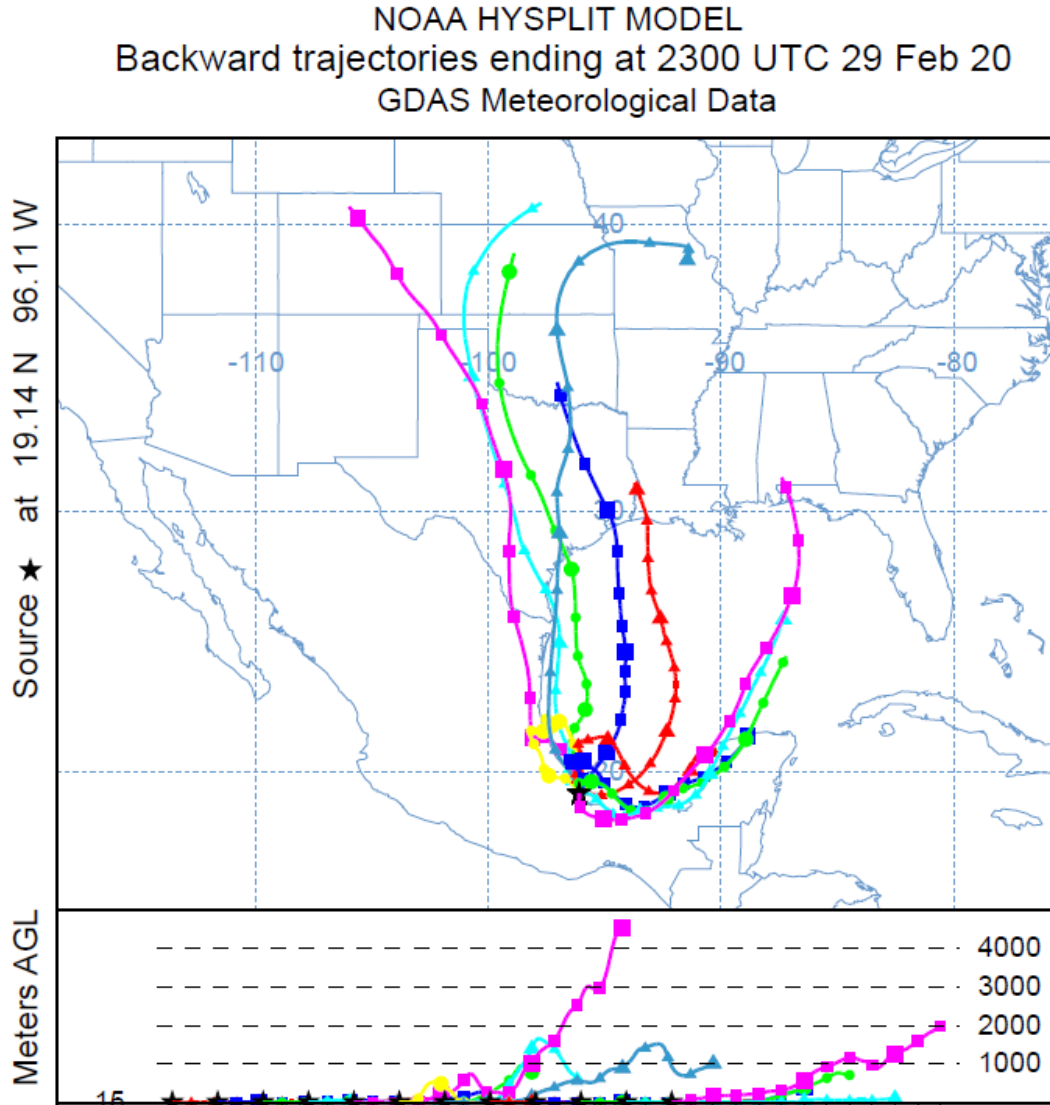 NOAA HYSPLIT MODEL
Backward trajectories ending at 2300 UTC 29 Feb 20
GDAS Meteorological Data
Source ★ at 19.14 N 96.11 W
40
-110
-100
-90
-80
30
20
Meters AGL
4000
3000
2000
1000
15